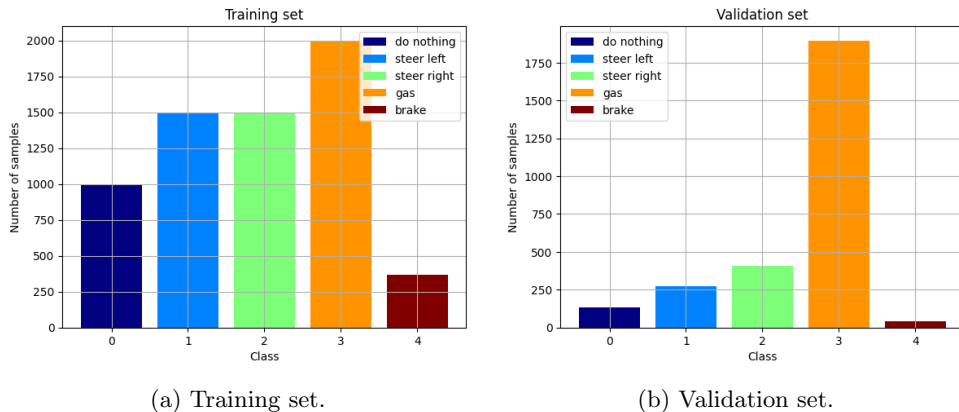 Training set
2000
1750
1500
1250
1000
750
500
250
0
Number of samples
0 1 2 3 4
Class
do nothing
steer left
steer right
gas
brake
(a) Training set.
Validation set
1750
1500
1250
1000
750
500
250
0
Number of samples
0 1 2 3 4
Class
do nothing
steer left
steer right
gas
brake
(b) Validation set.